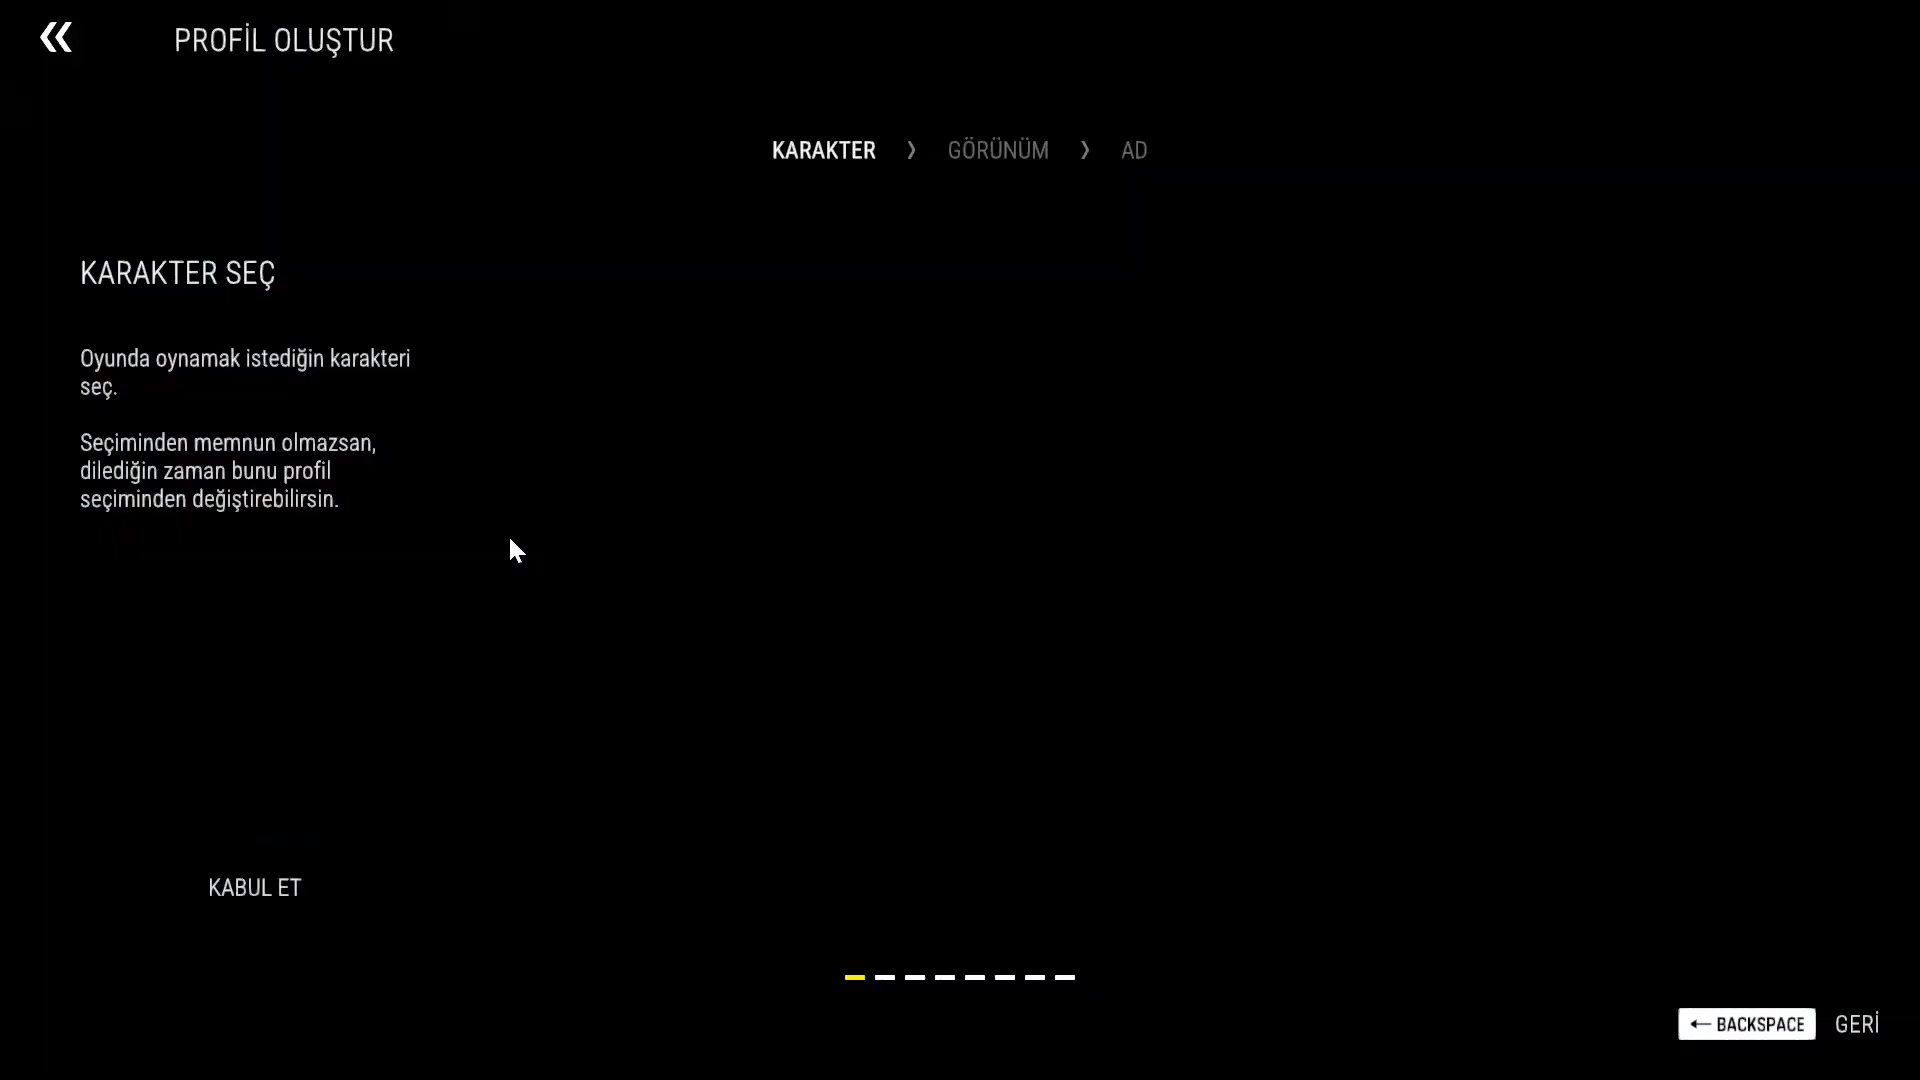 PROFİL OLUŞTUR
KARAKTER › GÖRÜNÜM › AD
KARAKTER SEÇ
Oyunda oynamak istediğin karakteri
seç.
Seçiminden memnun olmazsan,
dilediğin zaman bunu profil
seçiminden değiştirebilirsin.
KABUL ET
← BACKSPACE GERİ